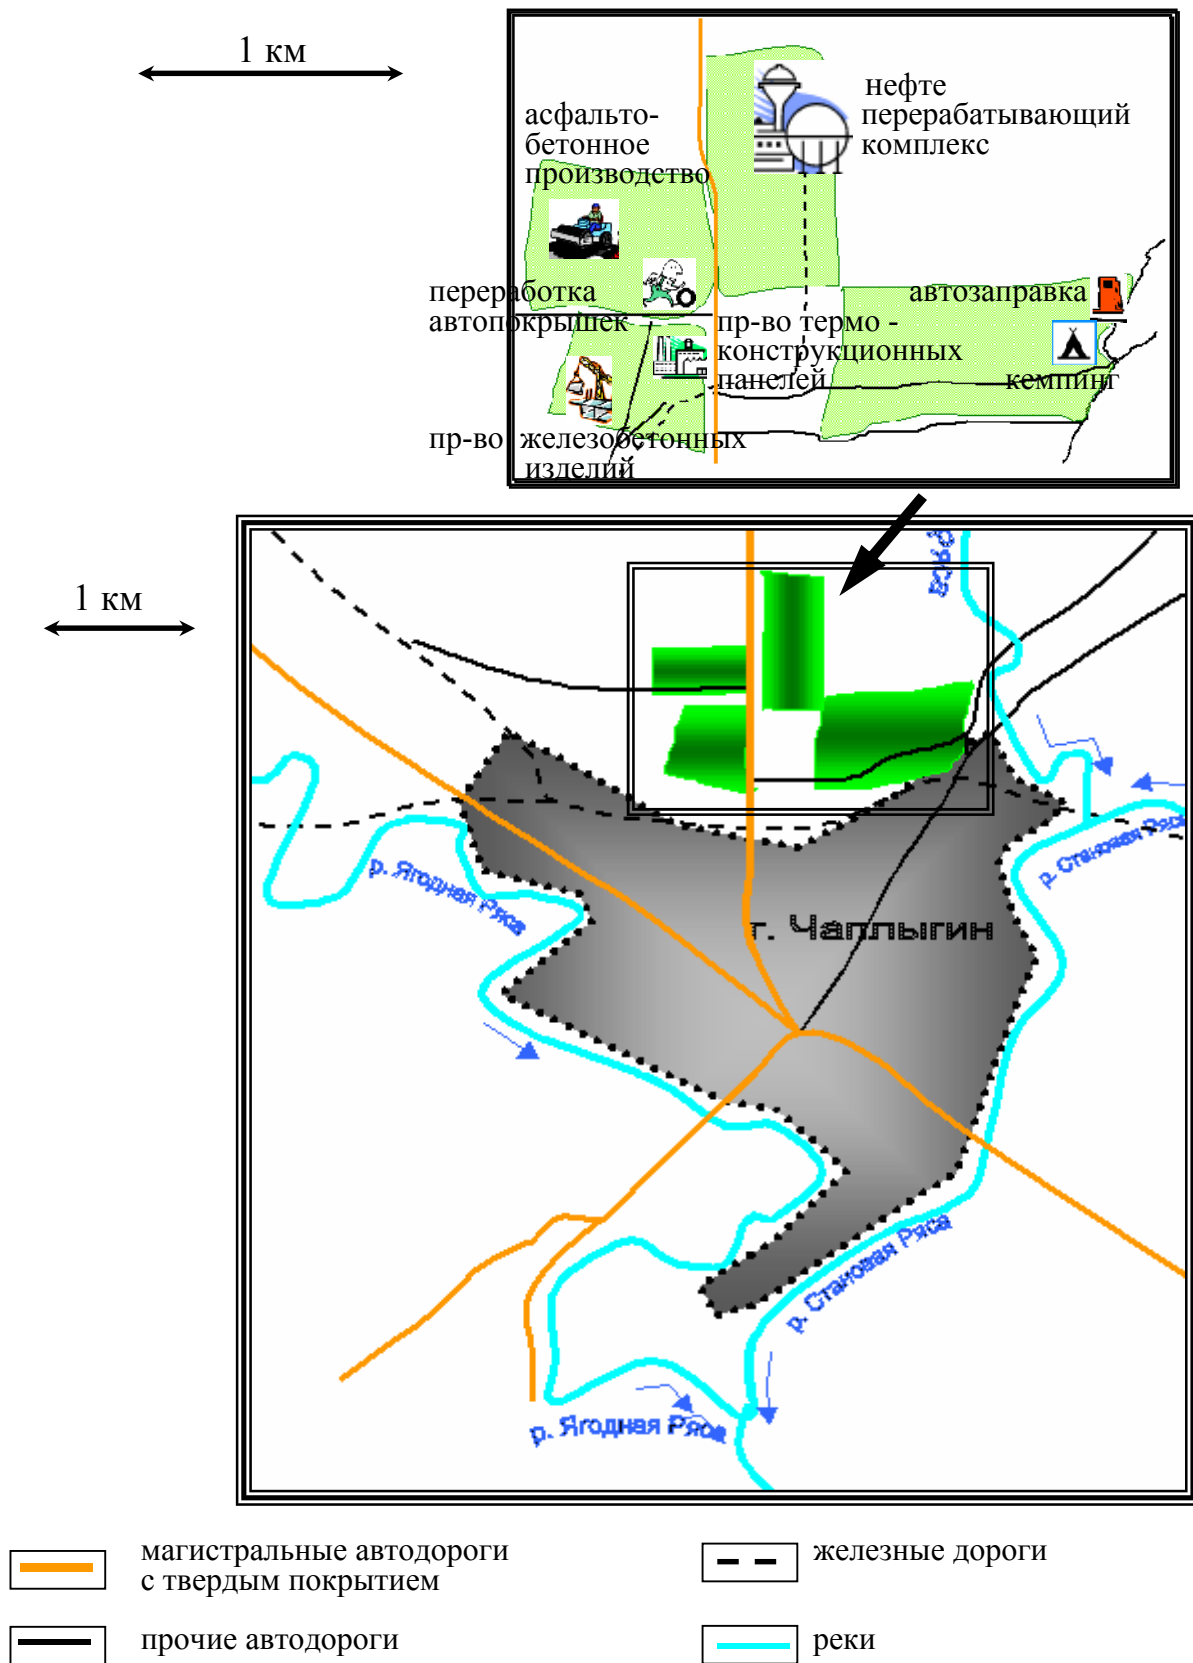 1 км
нефте
перерабатывающий
комплекс
асфальто-
бетонное
производство
переработка
автопокрышек
автозаправка
пр-во термо -
конструкционных
панелей
кемпинг
пр-во железобетонных
изделий
1 км
р. Становая Ряса
р. Ягодная Ряса
г. Чаплыгин
р. Становая Ряса
р. Ягодная Ряса
магистральные автодороги
с твердым покрытием
железные дороги
прочие автодороги
реки